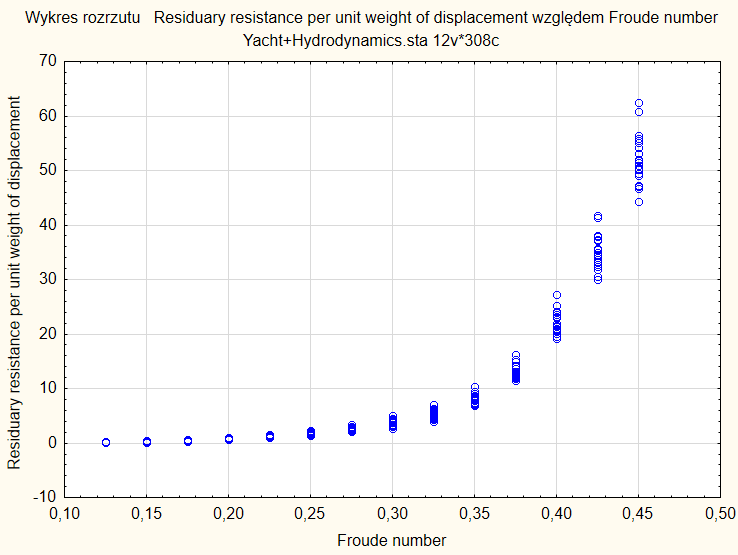 Wykres rozrzutu   Residuary resistance per unit weight of displacement względem Froude number
Yacht+Hydrodynamics.sta 12v*308c
Residuary resistance per unit weight of displacement
70
60
50
40
30
20
10
0
-10
0,10 0,15 0,20 0,25 0,30 0,35 0,40 0,45 0,50
Froude number